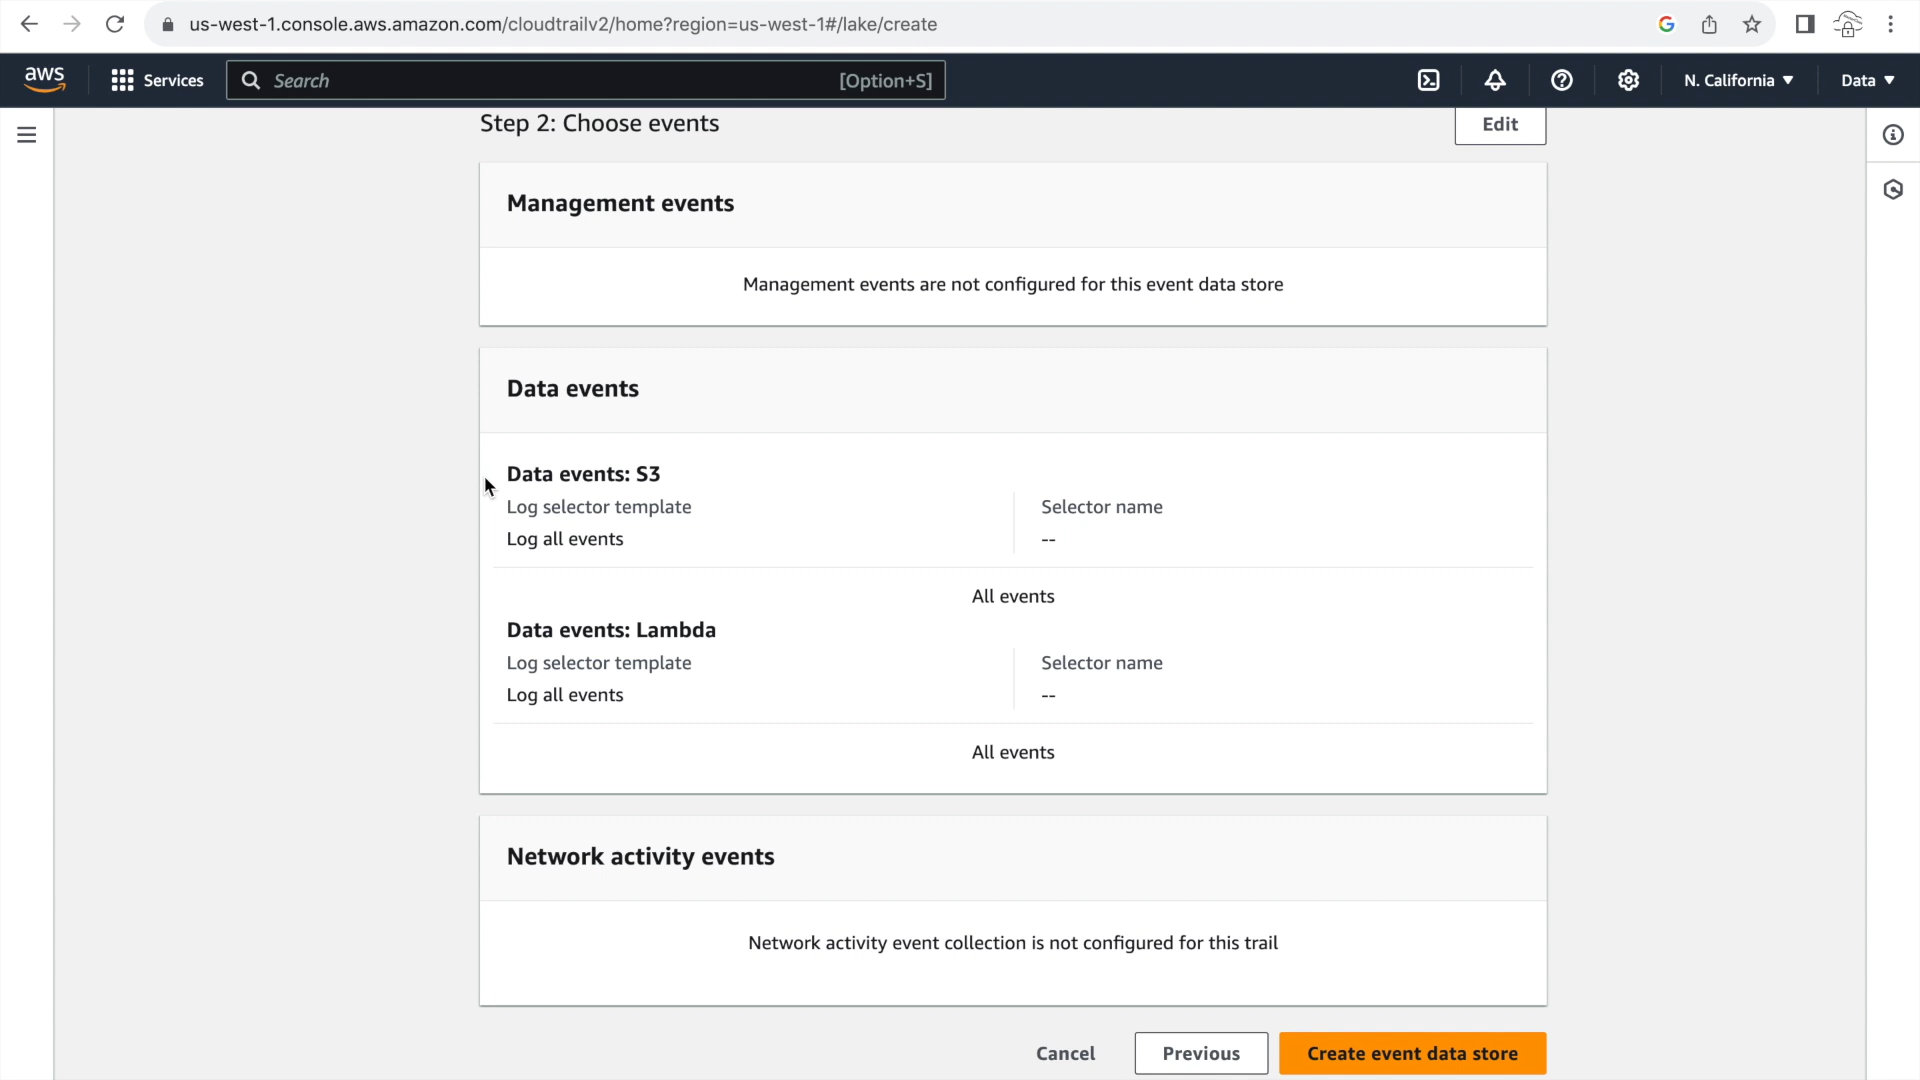 us-west-1.console.aws.amazon.com/cloudtrailv2/home?region=us-west-1#/lake/create
aws
Services
Search
[Option+S]
N. California
Data
Step 2: Choose events
Edit
Management events
Management events are not configured for this event data store
Data events
Data events: S3
Log selector template
Selector name
Log all events
--
All events
Data events: Lambda
Log selector template
Selector name
Log all events
--
All events
Network activity events
Network activity event collection is not configured for this trail
Cancel
Previous
Create event data store